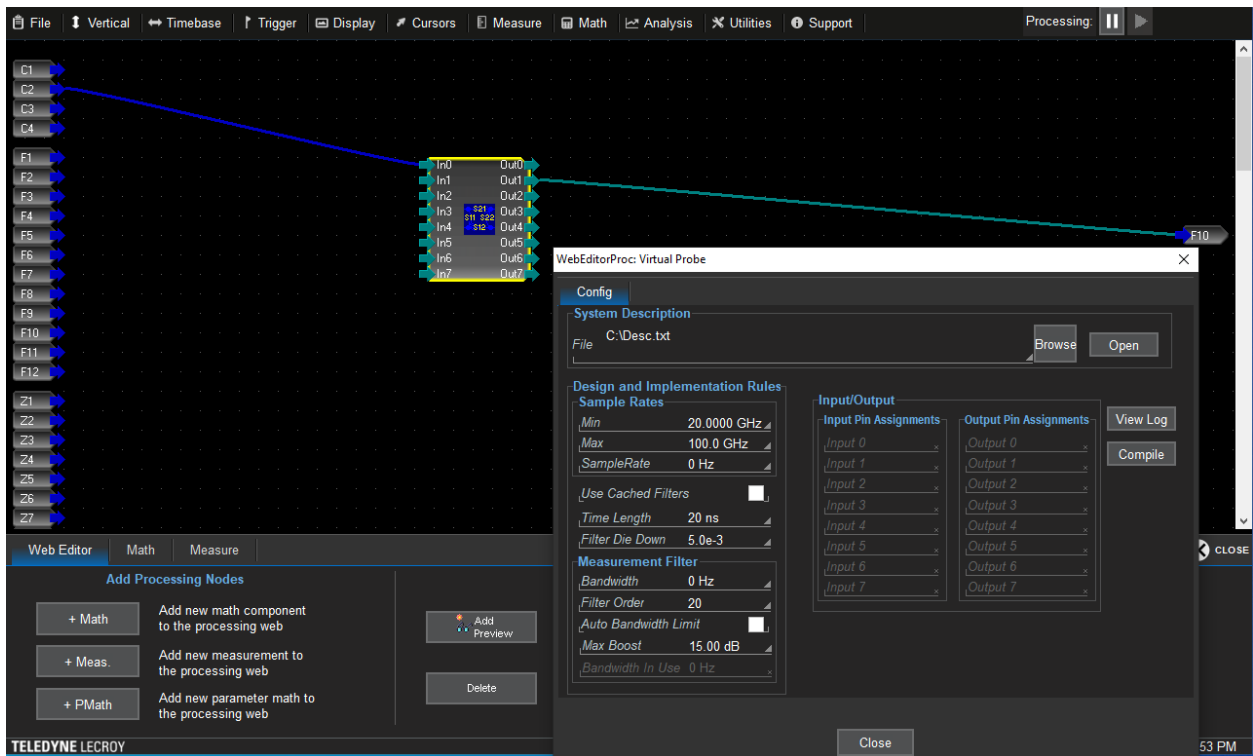 File Vertical Timebase Trigger Display Cursors Measure Math Analysis Utilities Support Processing:
C1
C2
C3
C4
F1
F2
F3
F4
F5
F6
F7
F8
F9
F10
F11
F12
Z1
Z2
Z3
Z4
Z5
Z6
Z7
In0 Out0
In1 Out1
In2 Out2
In3 Out3
In4 Out4
In5 Out5
In6 Out6
In7 Out7
S21
S11 S22
S12
F10
WebEditorProc: Virtual Probe
Config
System Description
File C:\Desc.txt Browse Open
Design and Implementation Rules
Sample Rates
Min 20.0000 GHz
Max 100.0 GHz
SampleRate 0 Hz
Use Cached Filters
Time Length 20 ns
Filter Die Down 5.0e-3
Measurement Filter
Bandwidth 0 Hz
Filter Order 20
Auto Bandwidth Limit
Max Boost 15.00 dB
Bandwidth In Use 0 Hz
Input/Output
Input Pin Assignments Output Pin Assignments
Input 0 Output 0
Input 1 Output 1
Input 2 Output 2
Input 3 Output 3
Input 4 Output 4
Input 5 Output 5
Input 6 Output 6
Input 7 Output 7
View Log
Compile
Close
Web Editor Math Measure
CLOSE
Add Processing Nodes
+ Math Add new math component
to the processing web
+ Meas. Add new measurement to
the processing web
+ PMath Add new parameter math to
the processing web
Add
Preview
Delete
TELEDYNE LECROY
53 PM